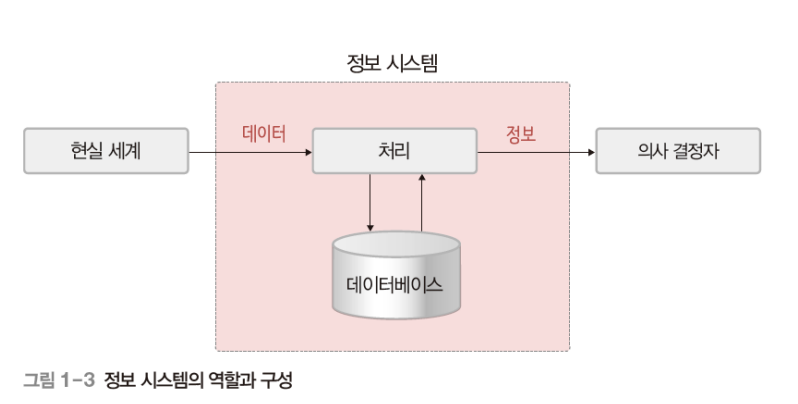 정보 시스템
현실 세계
데이터
처리
정보
의사 결정자
데이터베이스
그림 1-3 정보 시스템의 역할과 구성